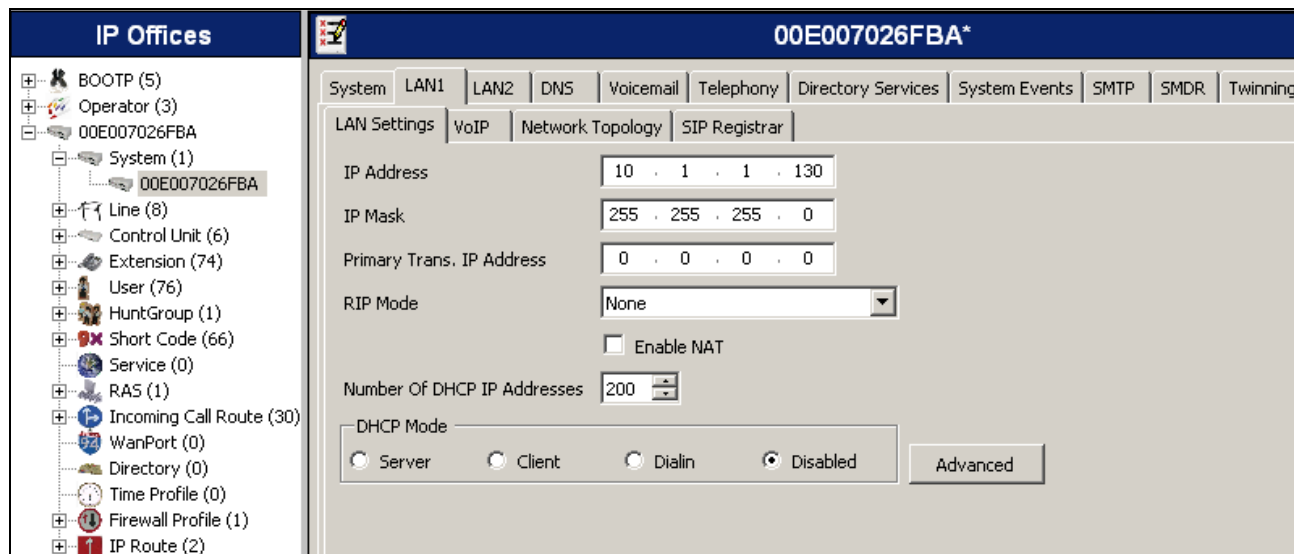 IP Offices
BOOTP (5)
Operator (3)
00E007026FBA
System (1)
00E007026FBA
Line (8)
Control Unit (6)
Extension (74)
User (76)
HuntGroup (1)
Short Code (66)
Service (0)
RAS (1)
Incoming Call Route (30)
WanPort (0)
Directory (0)
Time Profile (0)
Firewall Profile (1)
IP Route (2)
00E007026FBA*
System LAN1 LAN2 DNS Voicemail Telephony Directory Services System Events SMTP SMDR Twinning
LAN Settings VoIP Network Topology SIP Registrar
IP Address 10 . 1 . 1 . 130
IP Mask 255 . 255 . 255 . 0
Primary Trans. IP Address 0 . 0 . 0 . 0
RIP Mode None
Enable NAT
Number Of DHCP IP Addresses 200
DHCP Mode
Server Client Dialin Disabled Advanced